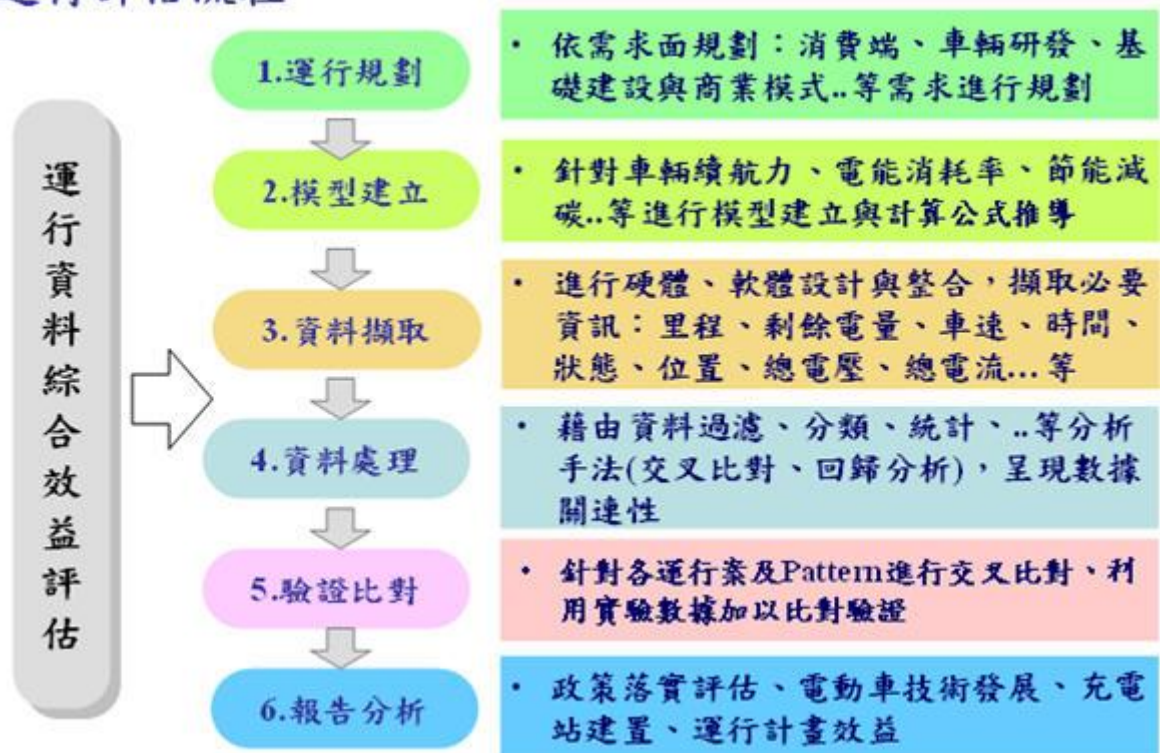 運行資料綜合效益評估
1.運行規劃
• 依需求面規劃：消費端、車輛研發、基
礎建設與商業模式..等需求進行規劃
2.模型建立
• 針對車輛續航力、電能消耗率、節能減
碳..等進行模型建立與計算公式推導
3.資料擷取
• 進行硬體、軟體設計與整合，擷取必要
資訊：里程、剩餘電量、車速、時間、
狀態、位置、總電壓、總電流...等
4.資料處理
• 藉由資料過濾、分類、統計、..等分析
手法(交叉比對、回歸分析)，呈現數據
關連性
5.驗證比對
• 針對各運行案及Pattern進行交叉比對、利
用實驗數據加以比對驗證
6.報告分析
• 政策落實評估、電動車技術發展、充電
站建置、運行計畫效益